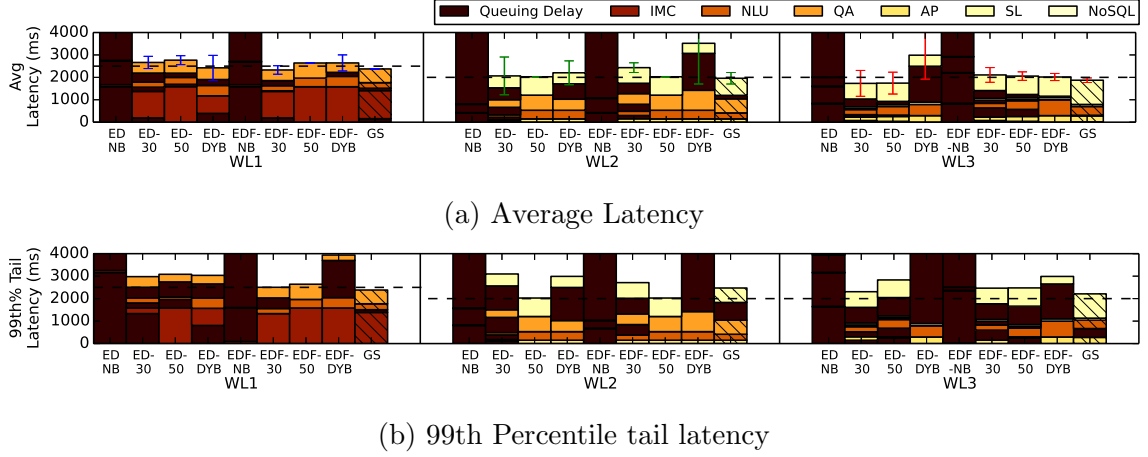 Queuing Delay IMC NLU QA AP SL NoSQL
Avg
Latency (ms)
4000
3000
2000
1000
0
ED
NB
ED-
30
ED-
50
ED-
DYB
EDF-
NB
EDF-
30
EDF-
50
EDF-
DYB
GS
WL1
ED
NB
ED-
30
ED-
50
ED-
DYB
EDF-
NB
EDF-
30
EDF-
50
EDF-
DYB
GS
WL2
ED
NB
ED-
30
ED-
50
ED-
DYB
EDF
-NB
EDF-
30
EDF-
50
EDF-
DYB
GS
WL3
(a) Average Latency
99th% Tail
Latency (ms)
4000
3000
2000
1000
0
ED
NB
ED-
30
ED-
50
ED-
DYB
EDF-
NB
EDF-
30
EDF-
50
EDF-
DYB
GS
WL1
ED
NB
ED-
30
ED-
50
ED-
DYB
EDF-
NB
EDF-
30
EDF-
50
EDF-
DYB
GS
WL2
ED
NB
ED-
30
ED-
50
ED-
DYB
EDF
-NB
EDF-
30
EDF-
50
EDF-
DYB
GS
WL3
(b) 99th Percentile tail latency